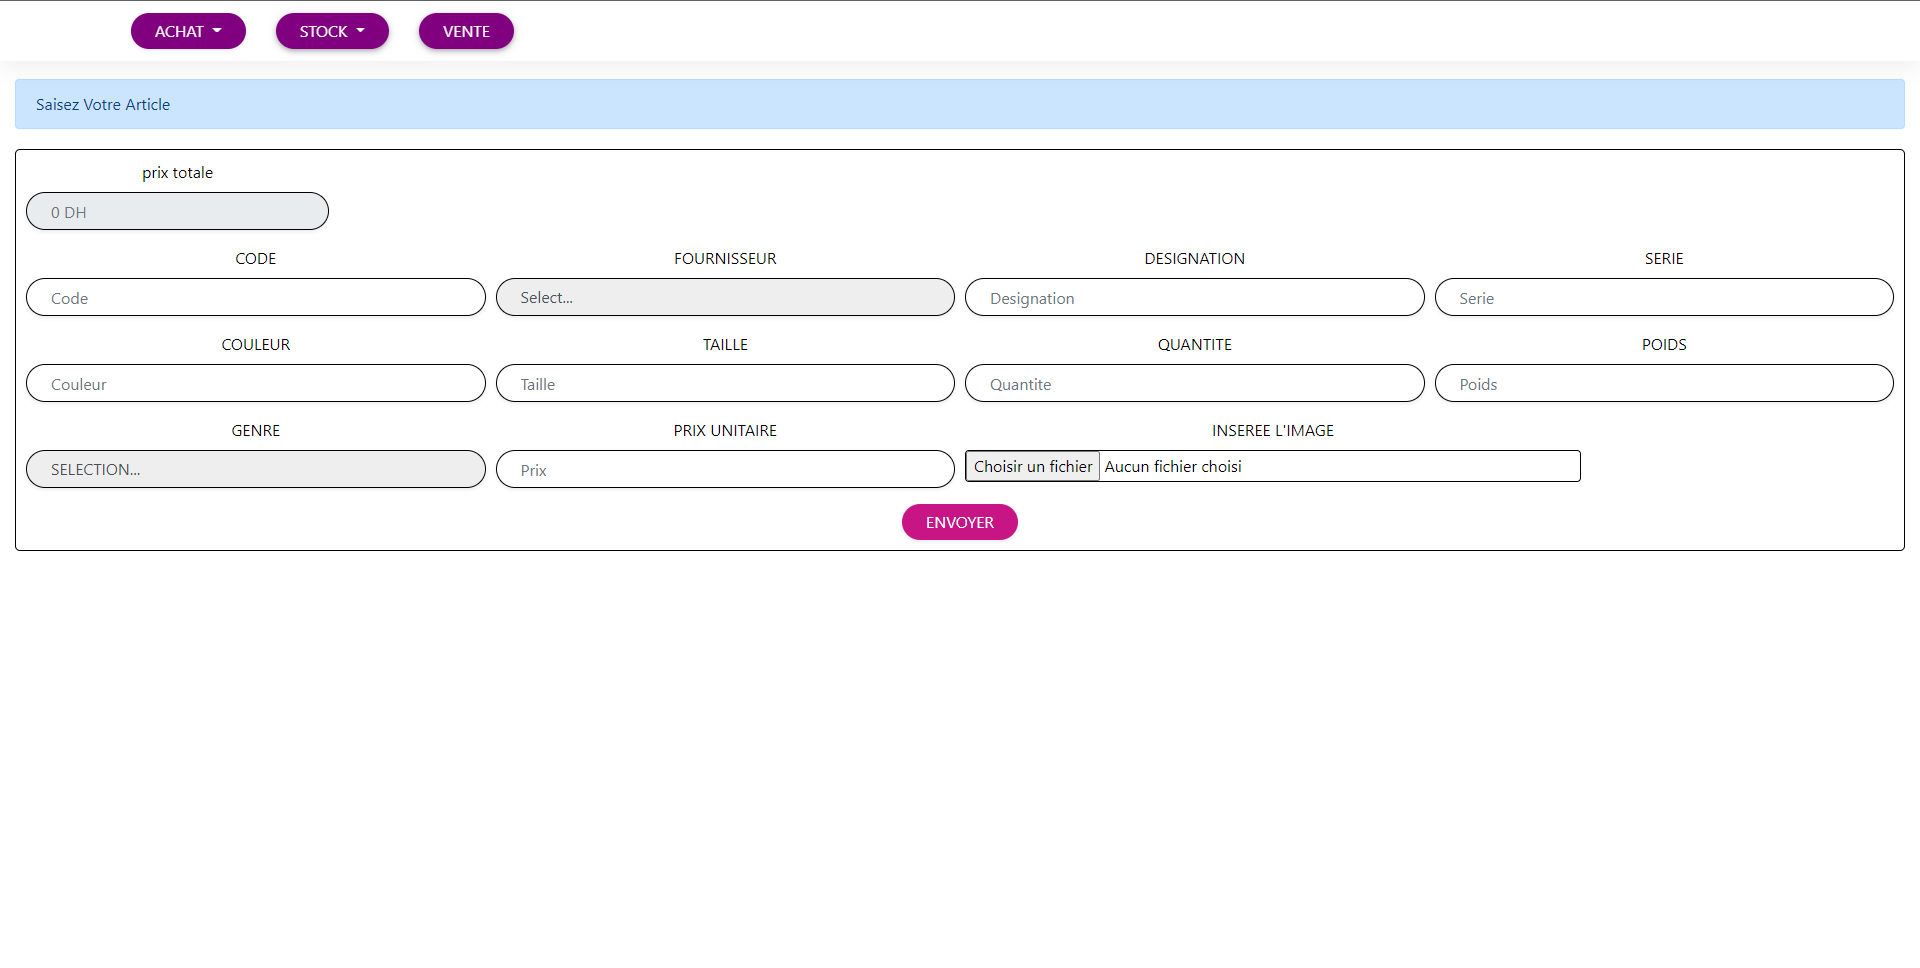 ACHAT STOCK VENTE
Saisez Votre Article
prix totale
0 DH
CODE FOURNISSEUR DESIGNATION SERIE
Code Select... Designation Serie
COULEUR TAILLE QUANTITE POIDS
Couleur Taille Quantite Poids
GENRE PRIX UNITAIRE INSEREE L'IMAGE
SELECTION... Prix Choisir un fichier Aucun fichier choisi
ENVOYER